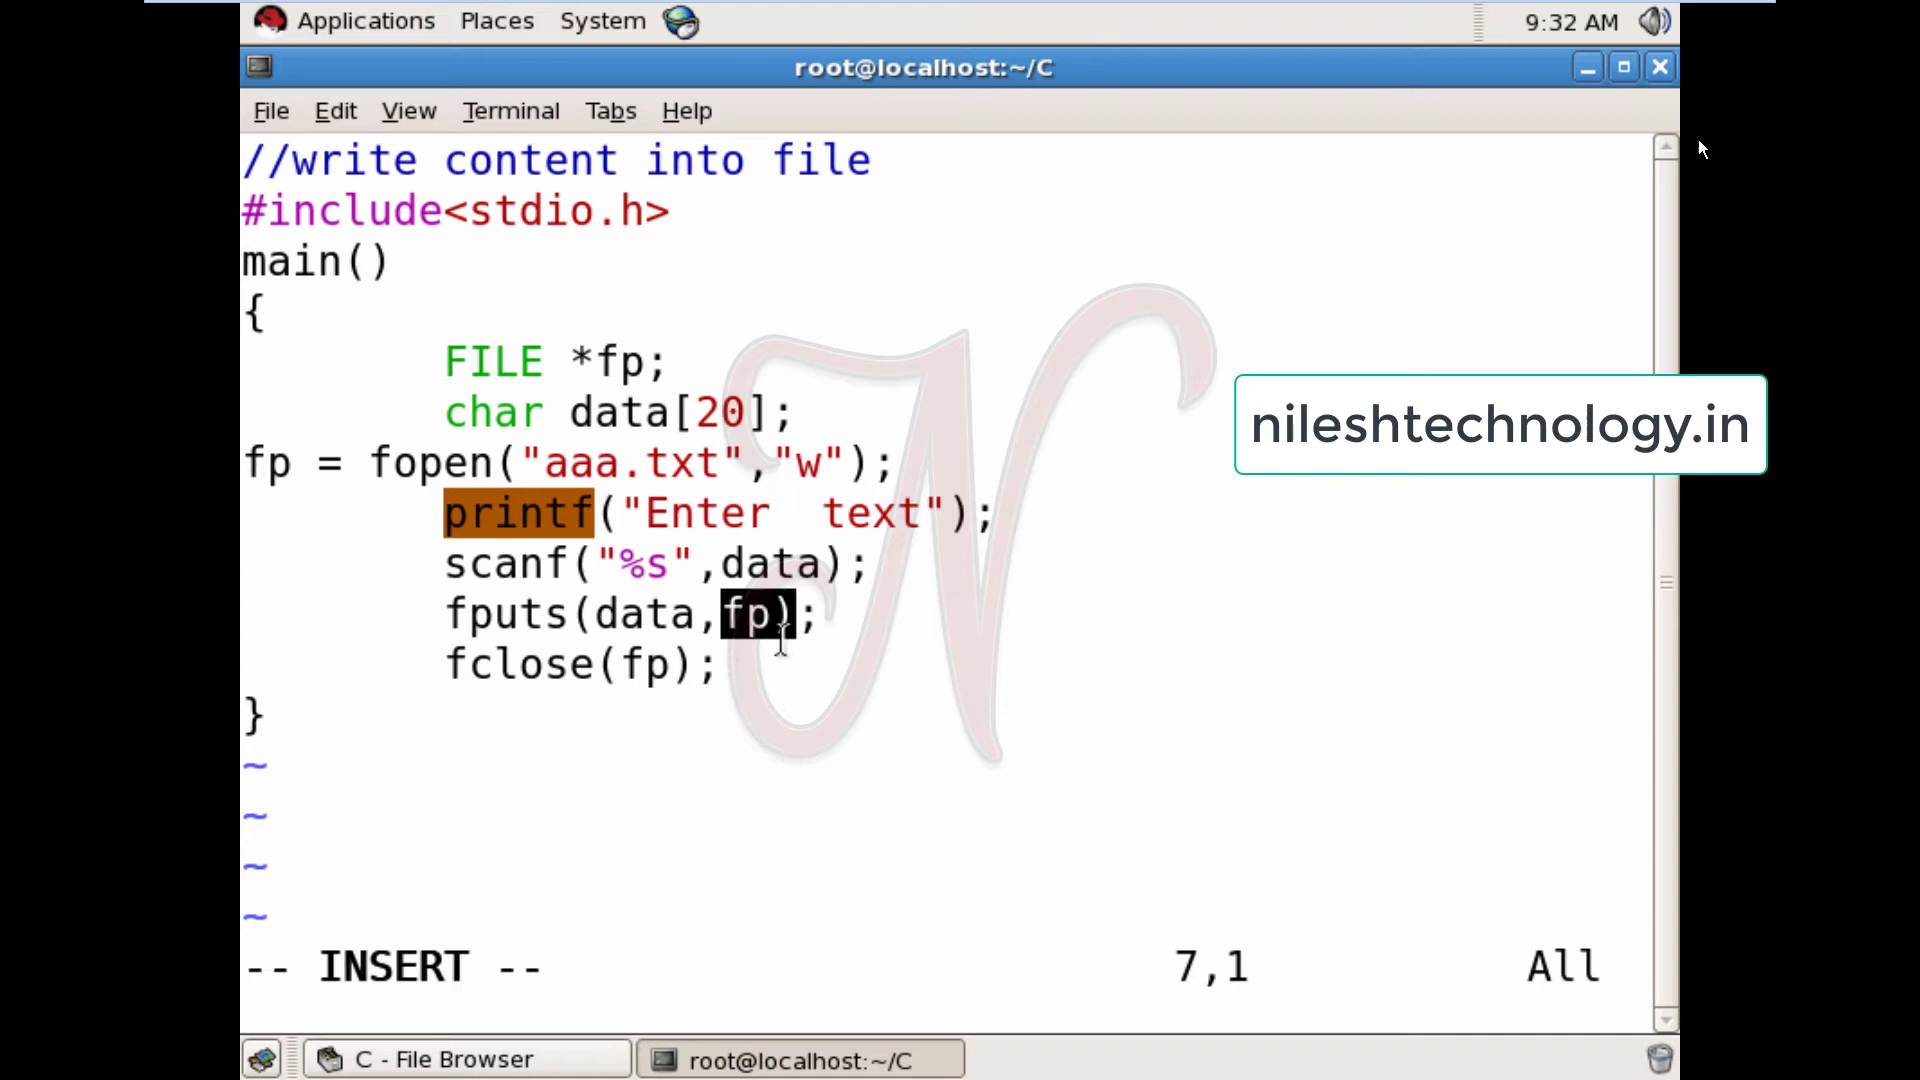 Applications Places System 9:32 AM
root@localhost:~/C
File Edit View Terminal Tabs Help
//write content into file
#include<stdio.h>
main()
{
        FILE *fp;
        char data[20];
nileshtechnology.in
fp = fopen("aaa.txt","w");
        printf("Enter  text");
        scanf("%s",data);
        fputs(data,fp);
        fclose(fp);
}
~
~
~
~
-- INSERT -- 7,1 All
C - File Browser root@localhost:~/C